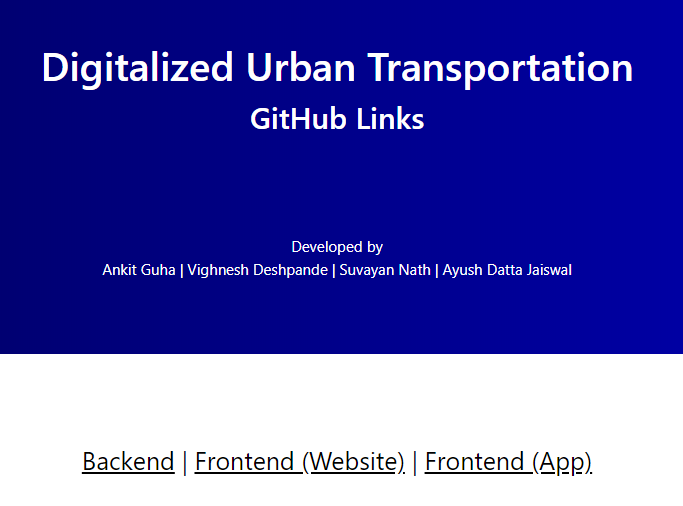 Digitalized Urban Transportation
GitHub Links
Developed by
Ankit Guha | Vighnesh Deshpande | Suvayan Nath | Ayush Datta Jaiswal
Backend | Frontend (Website) | Frontend (App)